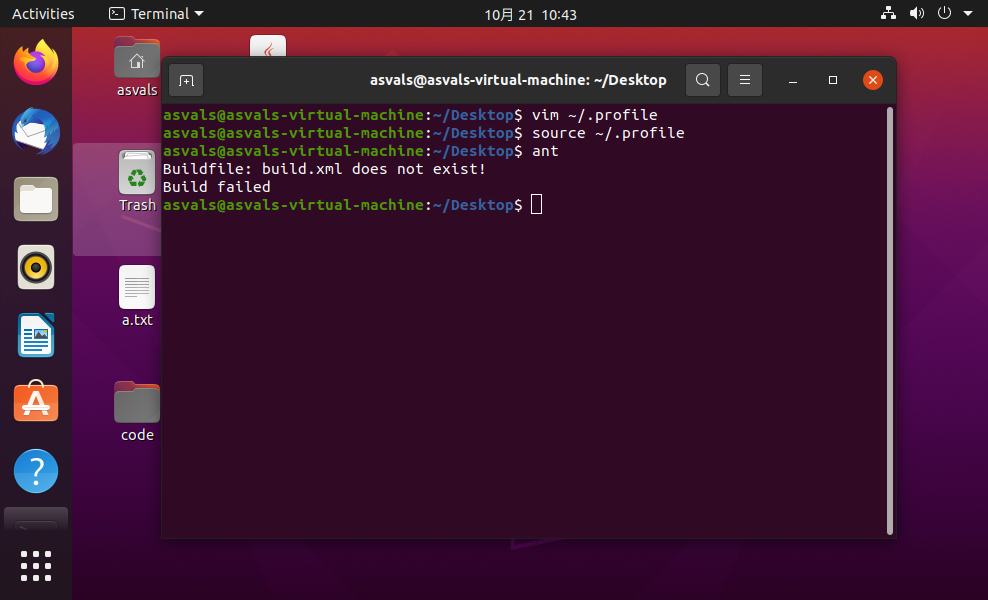 Activities
Terminal
10月 21 10:43
asvals@asvals-virtual-machine: ~/Desktop
asvals@asvals-virtual-machine:~/Desktop$ vim ~/.profile
asvals@asvals-virtual-machine:~/Desktop$ source ~/.profile
asvals@asvals-virtual-machine:~/Desktop$ ant
Buildfile: build.xml does not exist!
Build failed
asvals@asvals-virtual-machine:~/Desktop$
asvals
Trash
a.txt
code